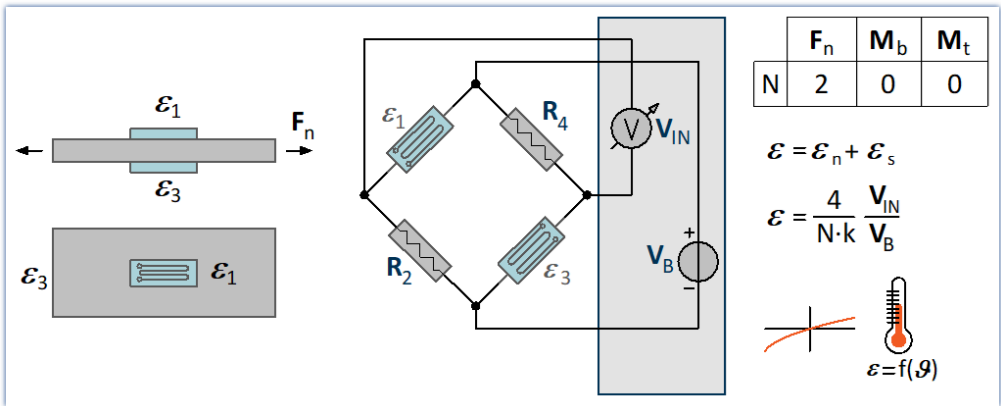 ε1
Fn
ε3
ε3
ε1
ε1
R4
R2
ε3
V
VIN
+
VB
−
Fn Mb Mt
N 2 0 0
ε = εn + εs
ε = 4/N·k VIN/VB
ε=f(ϑ)